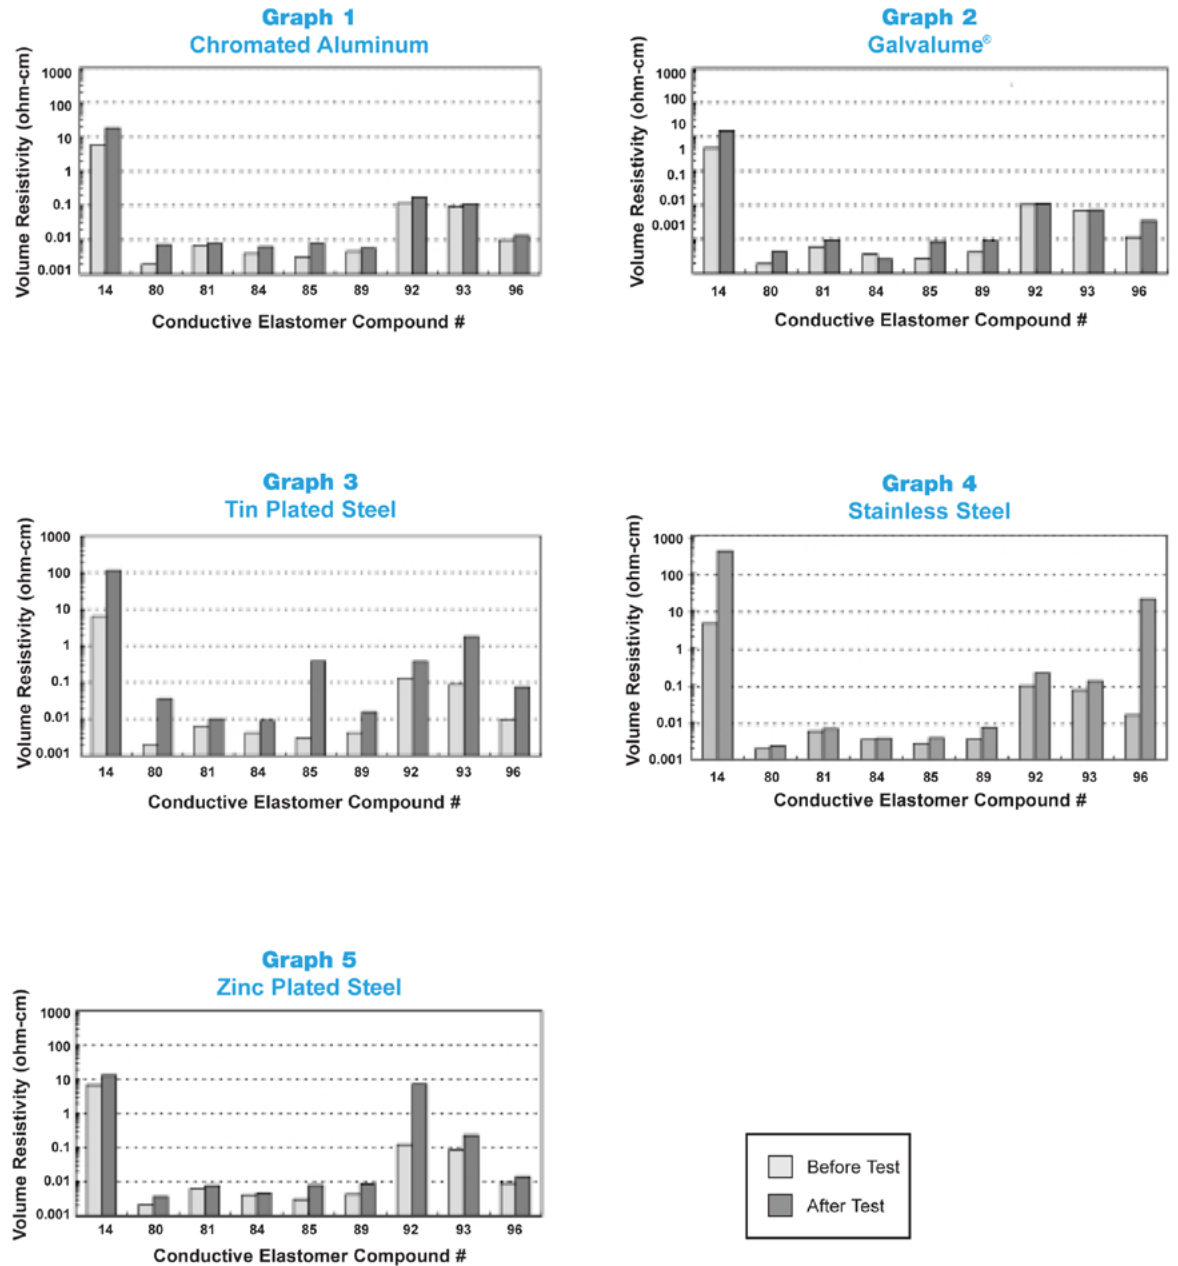 Graph 1
Chromated Aluminum
Volume Resistivity (ohm-cm)
1000
100
10
1
0.1
0.01
0.001
14 80 81 84 85 89 92 93 96
Conductive Elastomer Compound #
Graph 2
Galvalume®
Volume Resistivity (ohm-cm)
1000
100
10
1
0.1
0.01
0.001
14 80 81 84 85 89 92 93 96
Conductive Elastomer Compound #
Graph 3
Tin Plated Steel
Volume Resistivity (ohm-cm)
1000
100
10
1
0.1
0.01
0.001
14 80 81 84 85 89 92 93 96
Conductive Elastomer Compound #
Graph 4
Stainless Steel
Volume Resistivity (ohm-cm)
1000
100
10
1
0.1
0.01
0.001
14 80 81 84 85 89 92 93 96
Conductive Elastomer Compound #
Graph 5
Zinc Plated Steel
Volume Resistivity (ohm-cm)
1000
100
10
1
0.1
0.01
0.001
14 80 81 84 85 89 92 93 96
Conductive Elastomer Compound #
Before Test
After Test